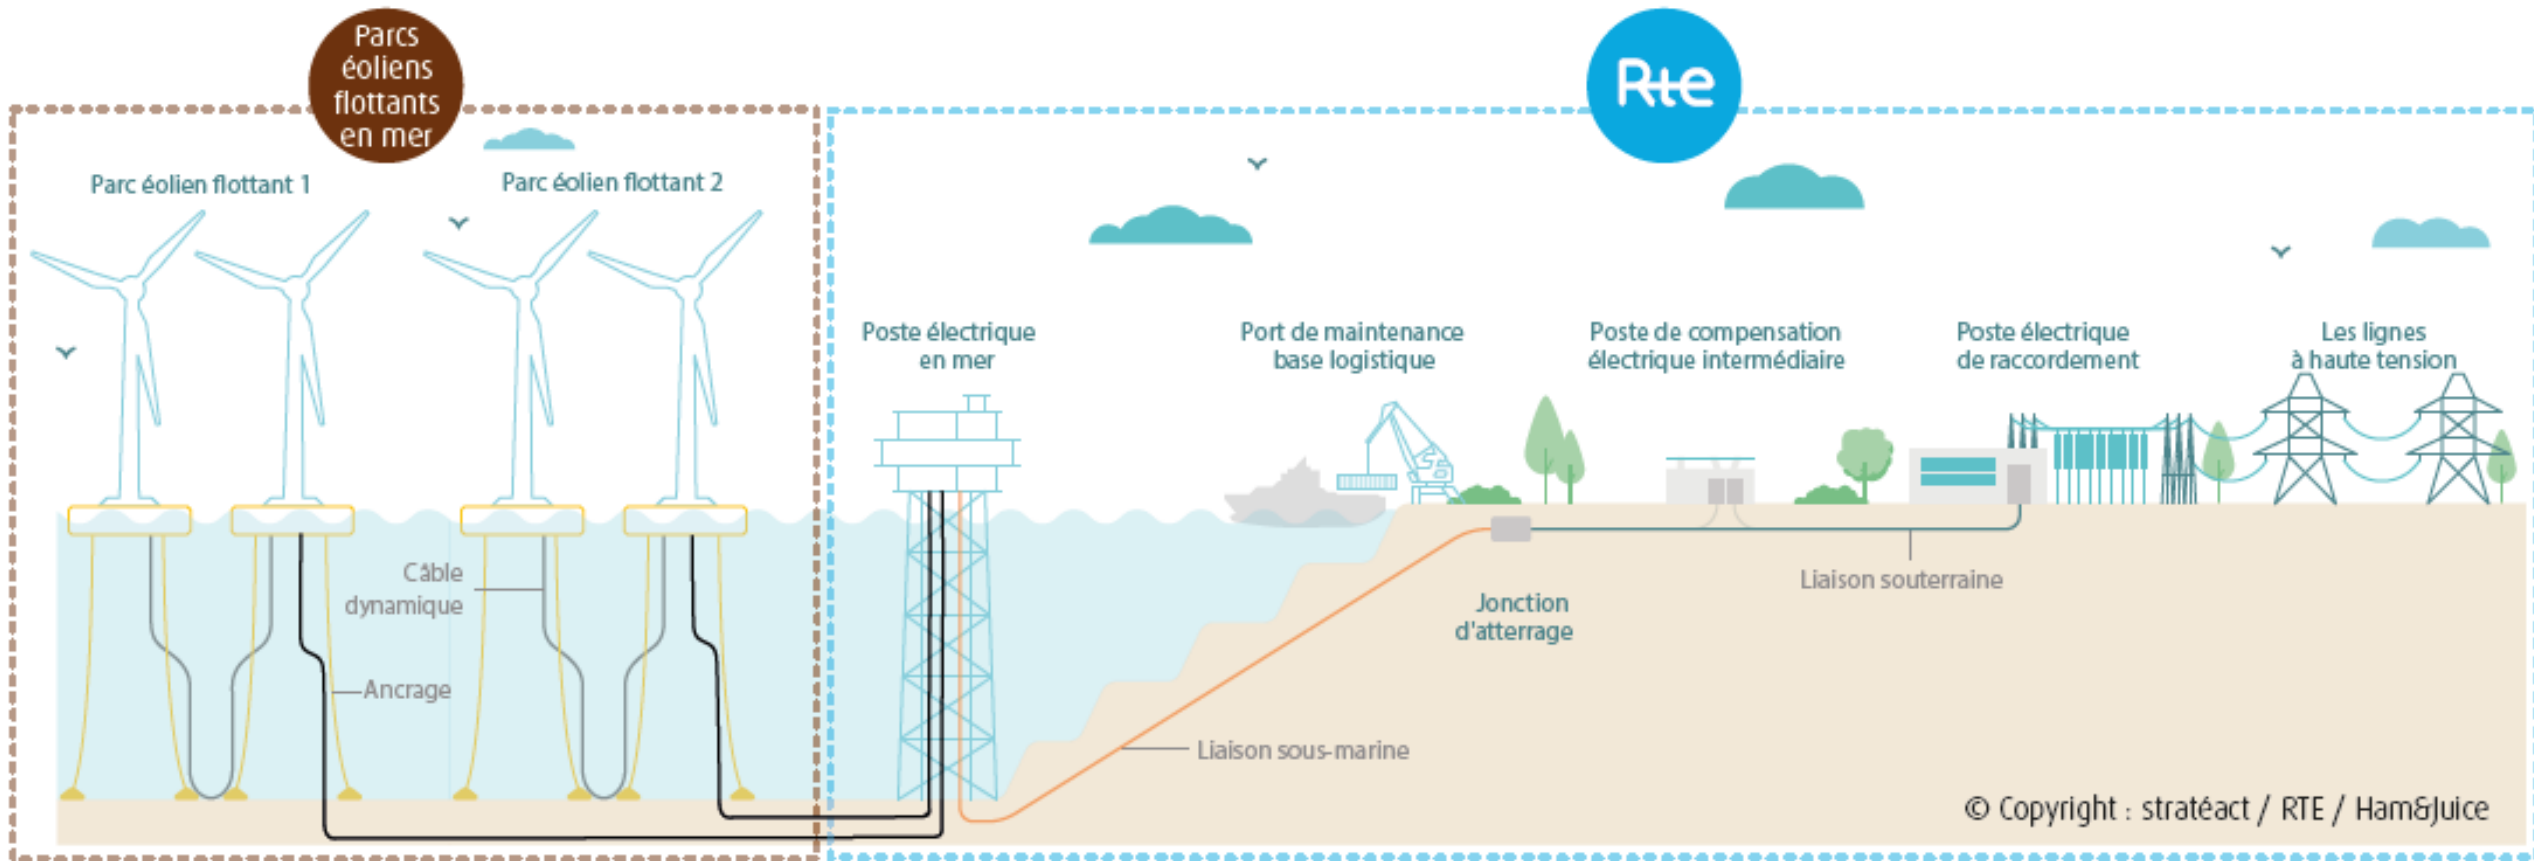 Parcs
éoliens
flottants
en mer
Rte
Parc éolien flottant 1
Parc éolien flottant 2
Poste électrique
en mer
Port de maintenance
base logistique
Poste de compensation
électrique intermédiaire
Poste électrique
de raccordement
Les lignes
à haute tension
Câble
dynamique
Ancrage
Liaison sous-marine
Jonction
d'atterrage
Liaison souterraine
© Copyright : stratéact / RTE / Ham&Juice